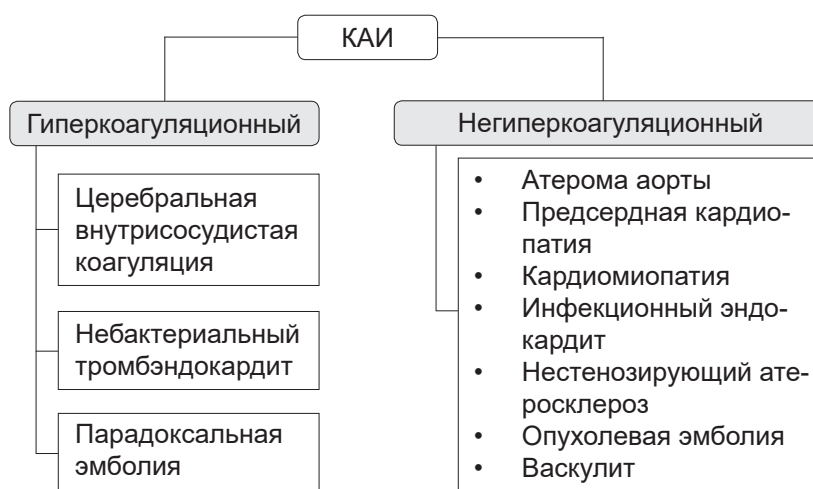 КАИ
Гиперкоагуляционный
Церебральная
внутрисосудистая
коагуляция
Небактериальный
тромбэндокардит
Парадоксальная
эмболия
Негиперкоагуляционный
• Атерома аорты
• Предсердная кардио-
патия
• Кардиомиопатия
• Инфекционный эндо-
кардит
• Нестенозирующий ате-
росклероз
• Опухолевая эмболия
• Васкулит